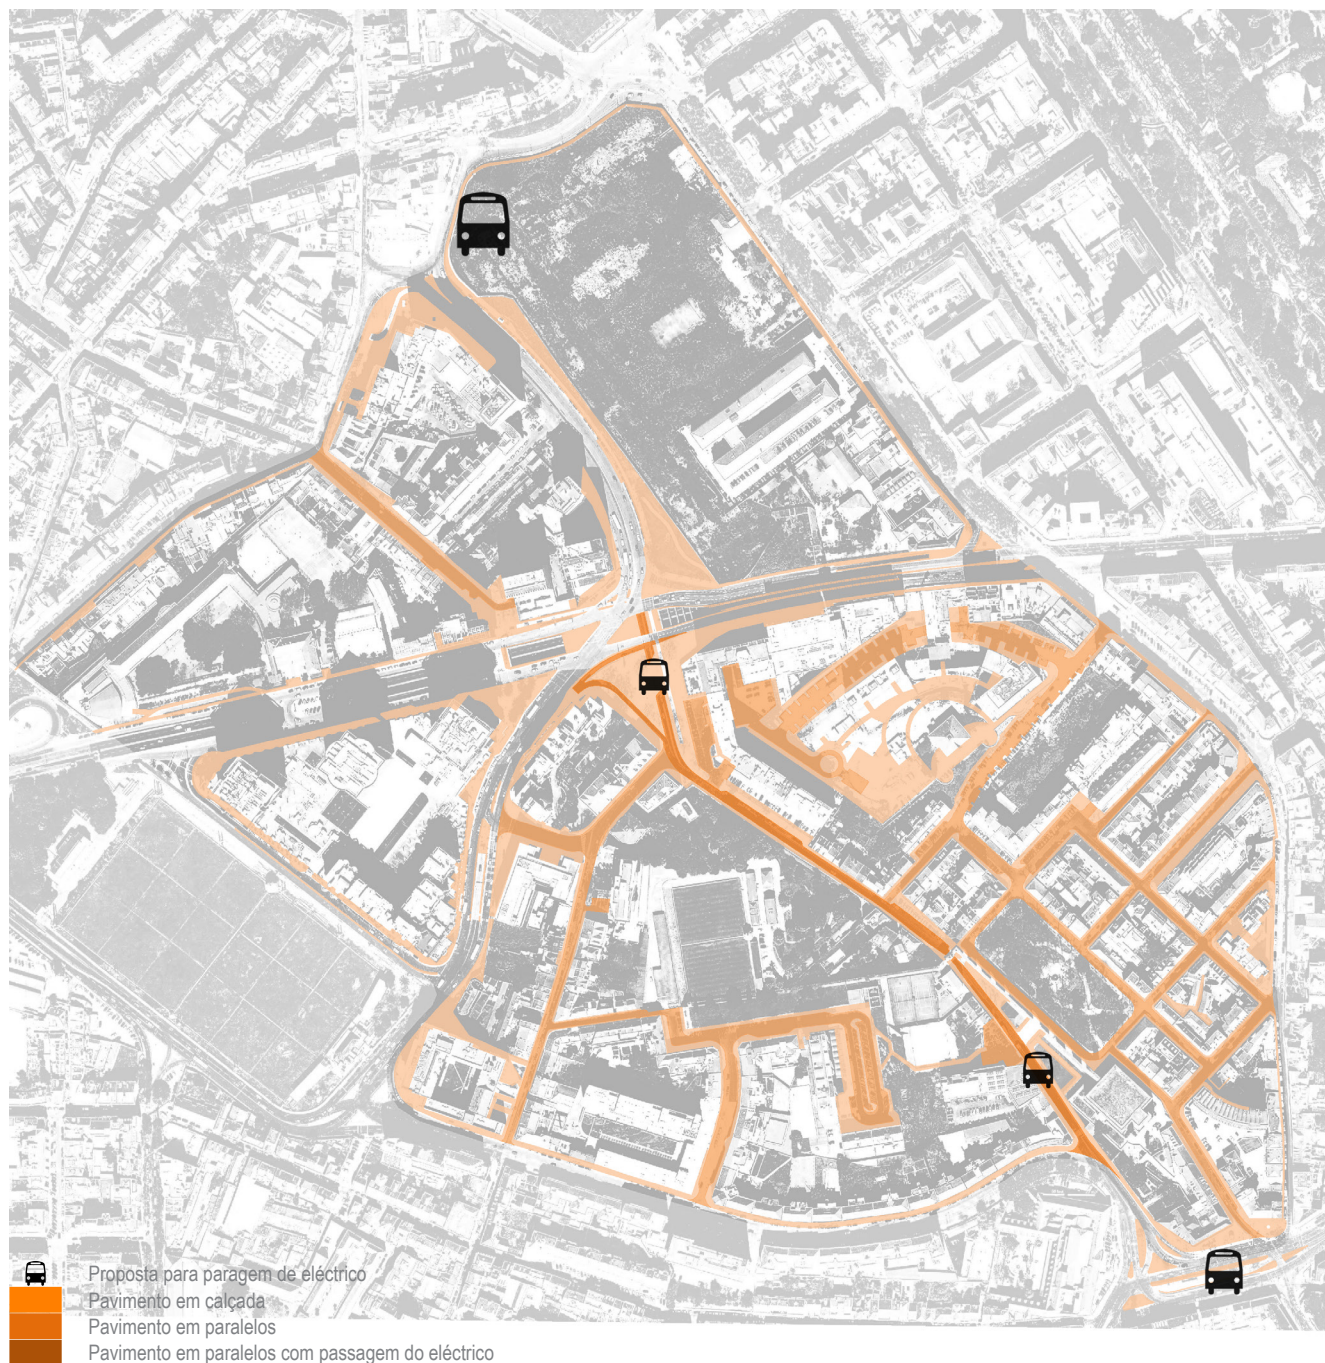 Proposta para paragem de eléctrico
Pavimento em calçada
Pavimento em paralelos
Pavimento em paralelos com passagem do eléctrico